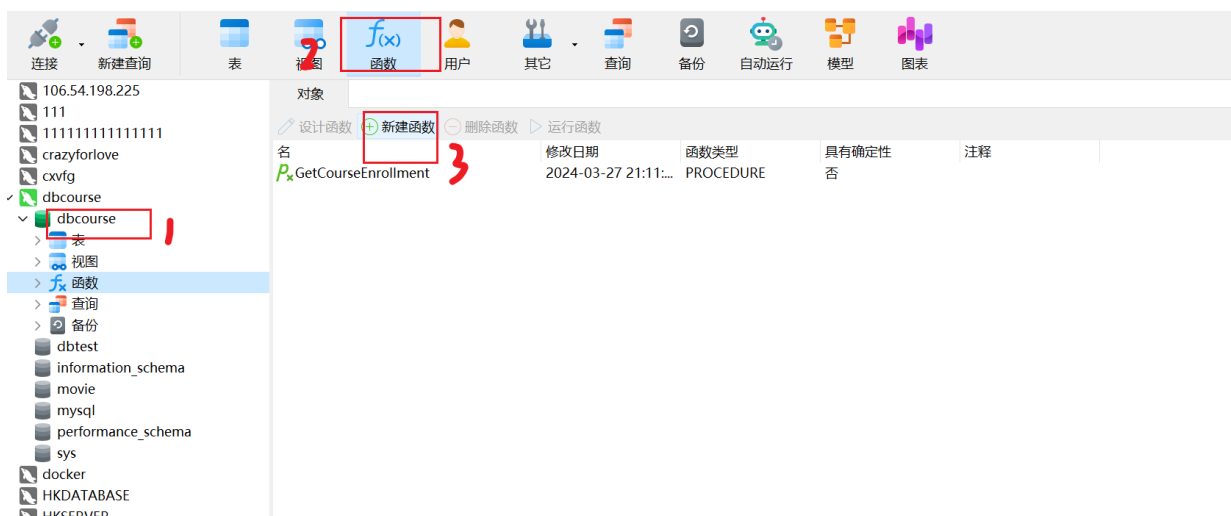 连接 新建查询 表 视图 函数 用户 其它 查询 备份 自动运行 模型 图表
2
106.54.198.225
111
111111111111111
crazyforlove
cxvfg
dbcourse
dbcourse
1
表
视图
函数
查询
备份
dbtest
information_schema
movie
mysql
performance_schema
sys
docker
HKDATABASE
HKSERVER
对象
设计函数 新建函数 删除函数 运行函数
3
名 修改日期 函数类型 具有确定性 注释
GetCourseEnrollment 2024-03-27 21:11:... PROCEDURE 否